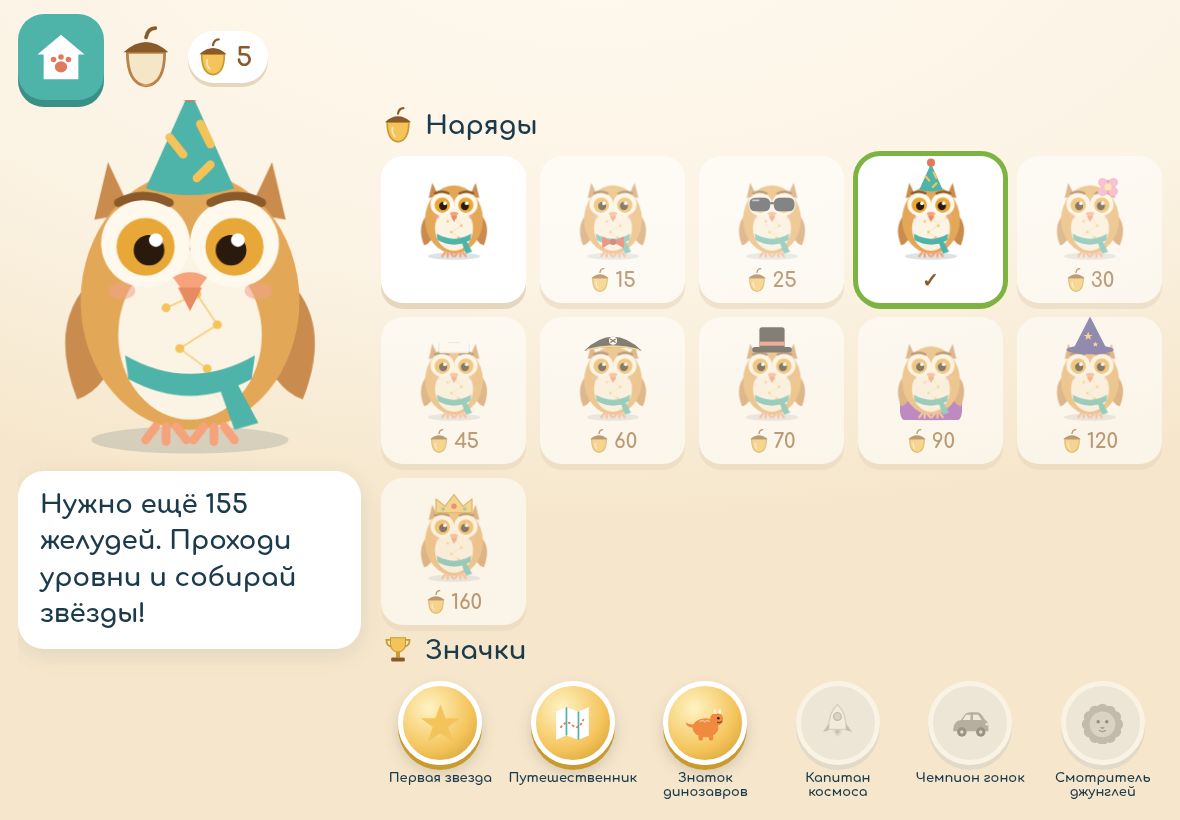 5
Наряды
15
25
✓
30
45
60
70
90
120
Нужно ещё 155
желудей. Проходи
уровни и собирай
звёзды!
160
Значки
Первая звезда
Путешественник
Знаток
динозавров
Капитан
космоса
Чемпион гонок
Смотритель
джунглей